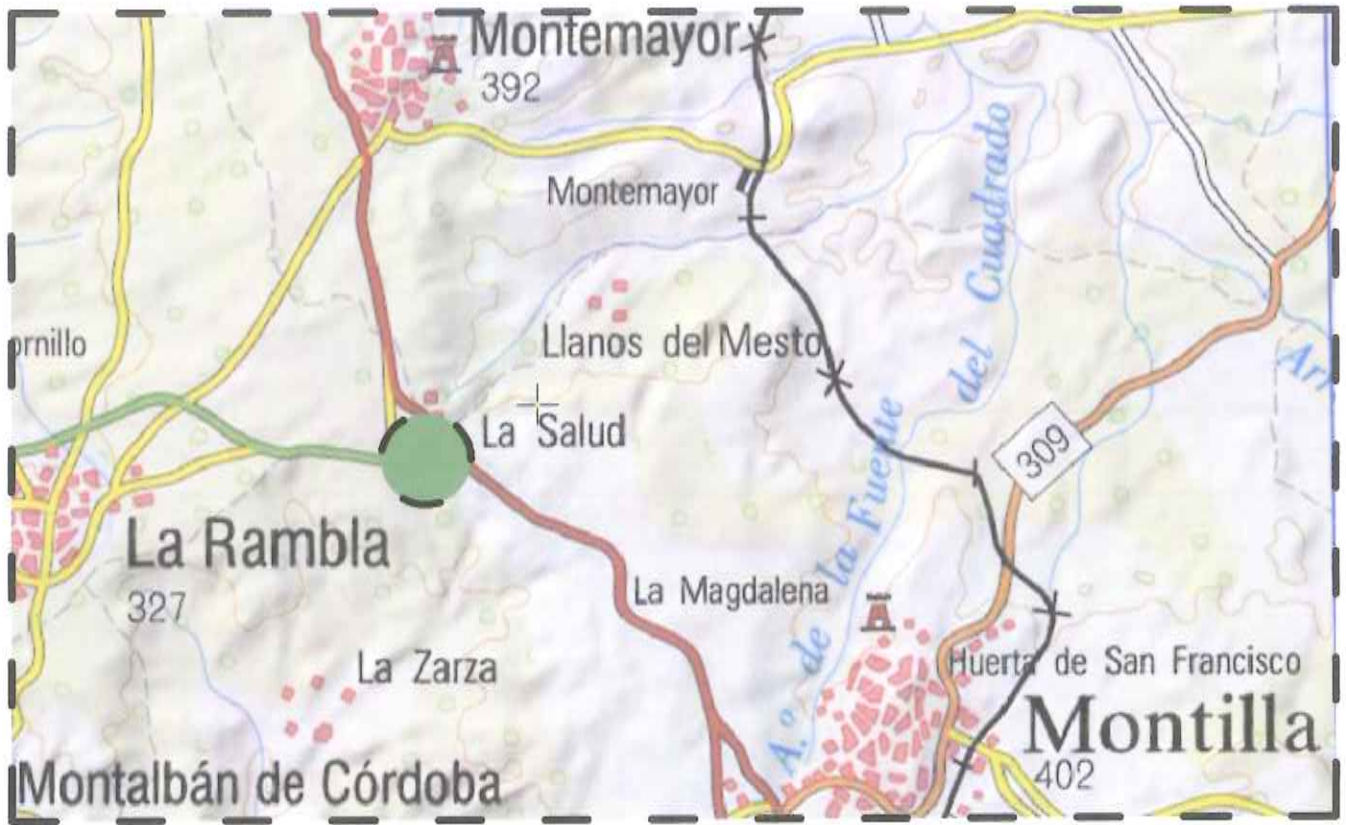 Montemayor
392
Montemayor
del Cuadrado
Llanos del Mesto
La Salud
309
La Rambla
327
La Magdalena
A.º de la Fuente
La Zarza
Huerta de San Francisco
Montilla
402
Montalbán de Córdoba
ornillo
Arr